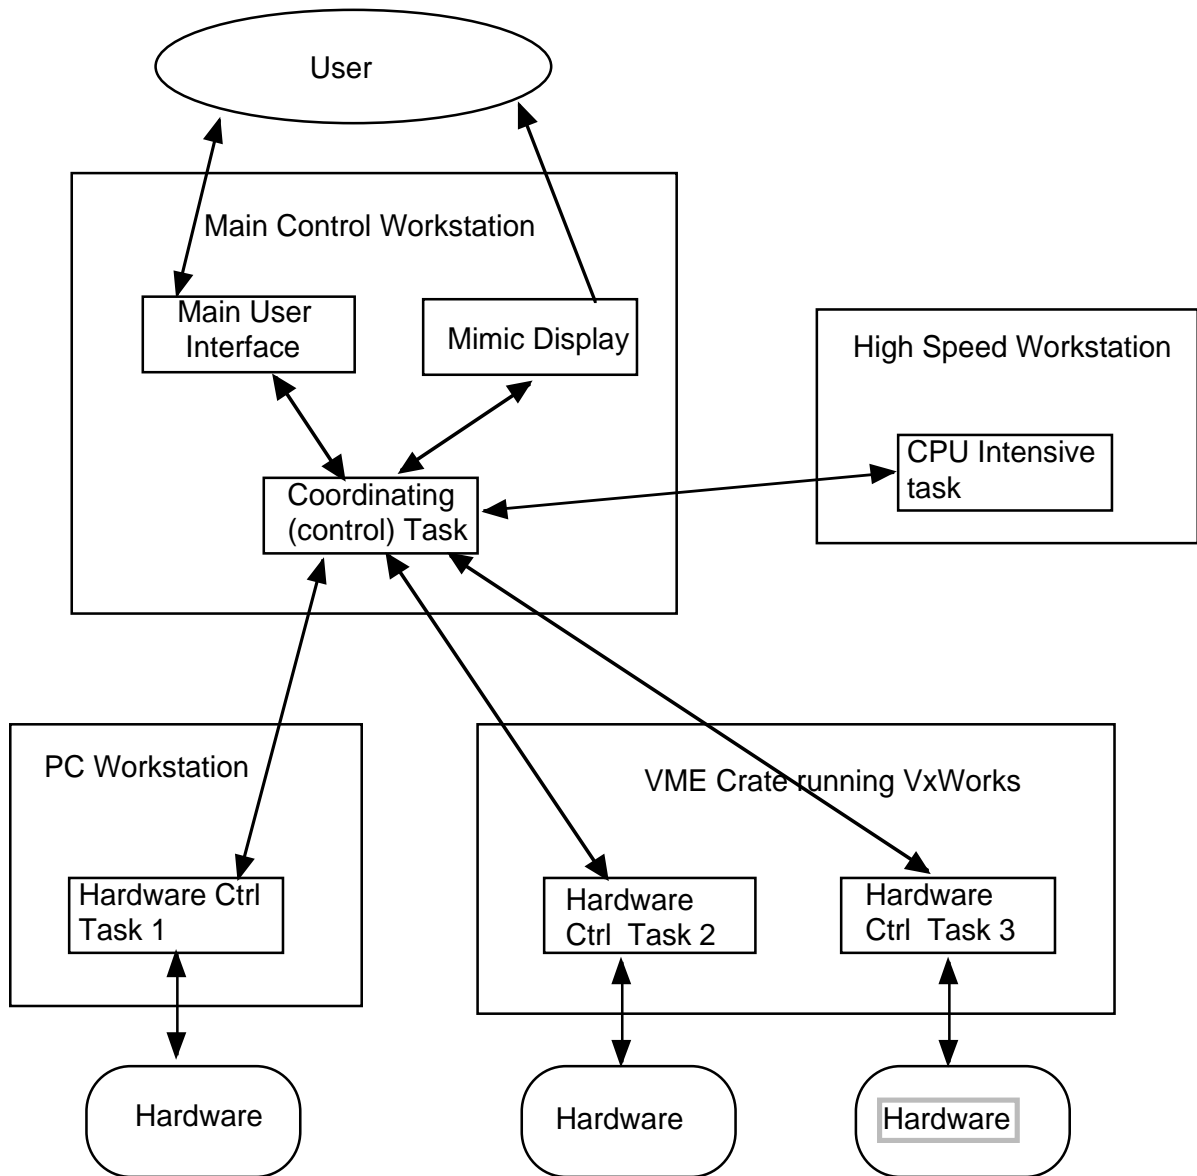 User
Main Control Workstation
Main User
Interface
Mimic Display
High Speed Workstation
CPU Intensive
task
Coordinating
(control) Task
PC Workstation
VME Crate running VxWorks
Hardware Ctrl
Task 1
Hardware
Ctrl Task 2
Hardware
Ctrl Task 3
Hardware
Hardware
Hardware